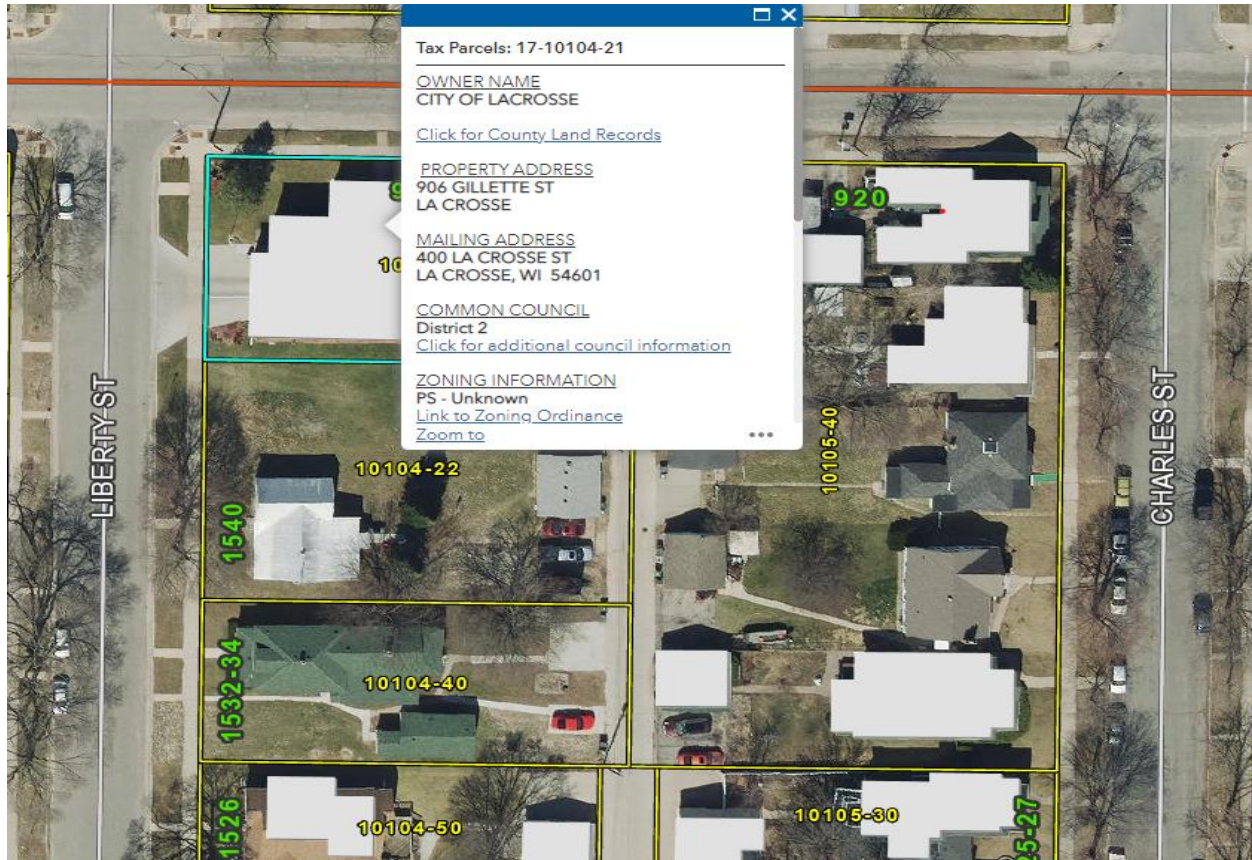 Tax Parcels: 17-10104-21
OWNER NAME
CITY OF LACROSSE
Click for County Land Records
PROPERTY ADDRESS
906 GILLETTE ST
LA CROSSE
MAILING ADDRESS
400 LA CROSSE ST
LA CROSSE, WI 54601
COMMON COUNCIL
District 2
Click for additional council information
ZONING INFORMATION
PS - Unknown
Link to Zoning Ordinance
Zoom to
920
LIBERTY ST
CHARLES ST
10104-22
10105-40
1540
1532-34
10104-40
1526
10104-50
10105-30
25-27